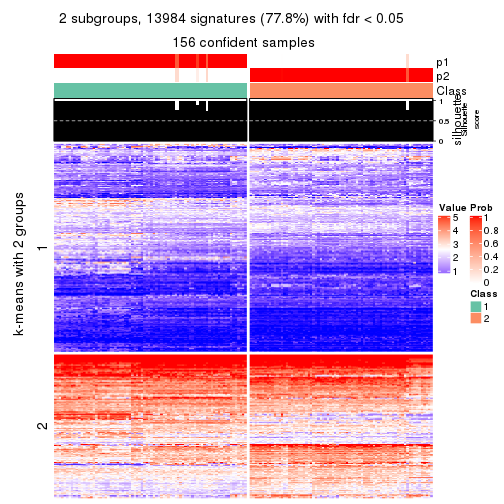 2 subgroups, 13984 signatures (77.8%) with fdr < 0.05
156 confident samples
p1
p2
Class
1
0.5
0
silhouette
Silhouette
score
k-means with 2 groups
1
2
Value
5
4
3
2
1
Prob
1
0.8
0.6
0.4
0.2
0
Class
1
2